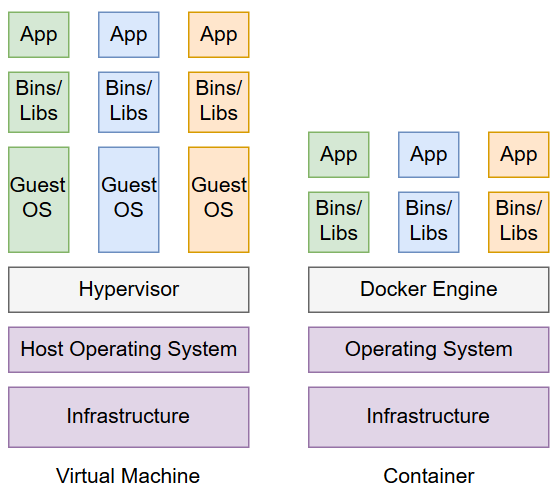 App App App
Bins/ Bins/ Bins/
Libs Libs Libs
Guest Guest Guest
OS OS OS
Hypervisor
Host Operating System
Infrastructure
Virtual Machine
App App App
Bins/ Bins/ Bins/
Libs Libs Libs
Docker Engine
Operating System
Infrastructure
Container